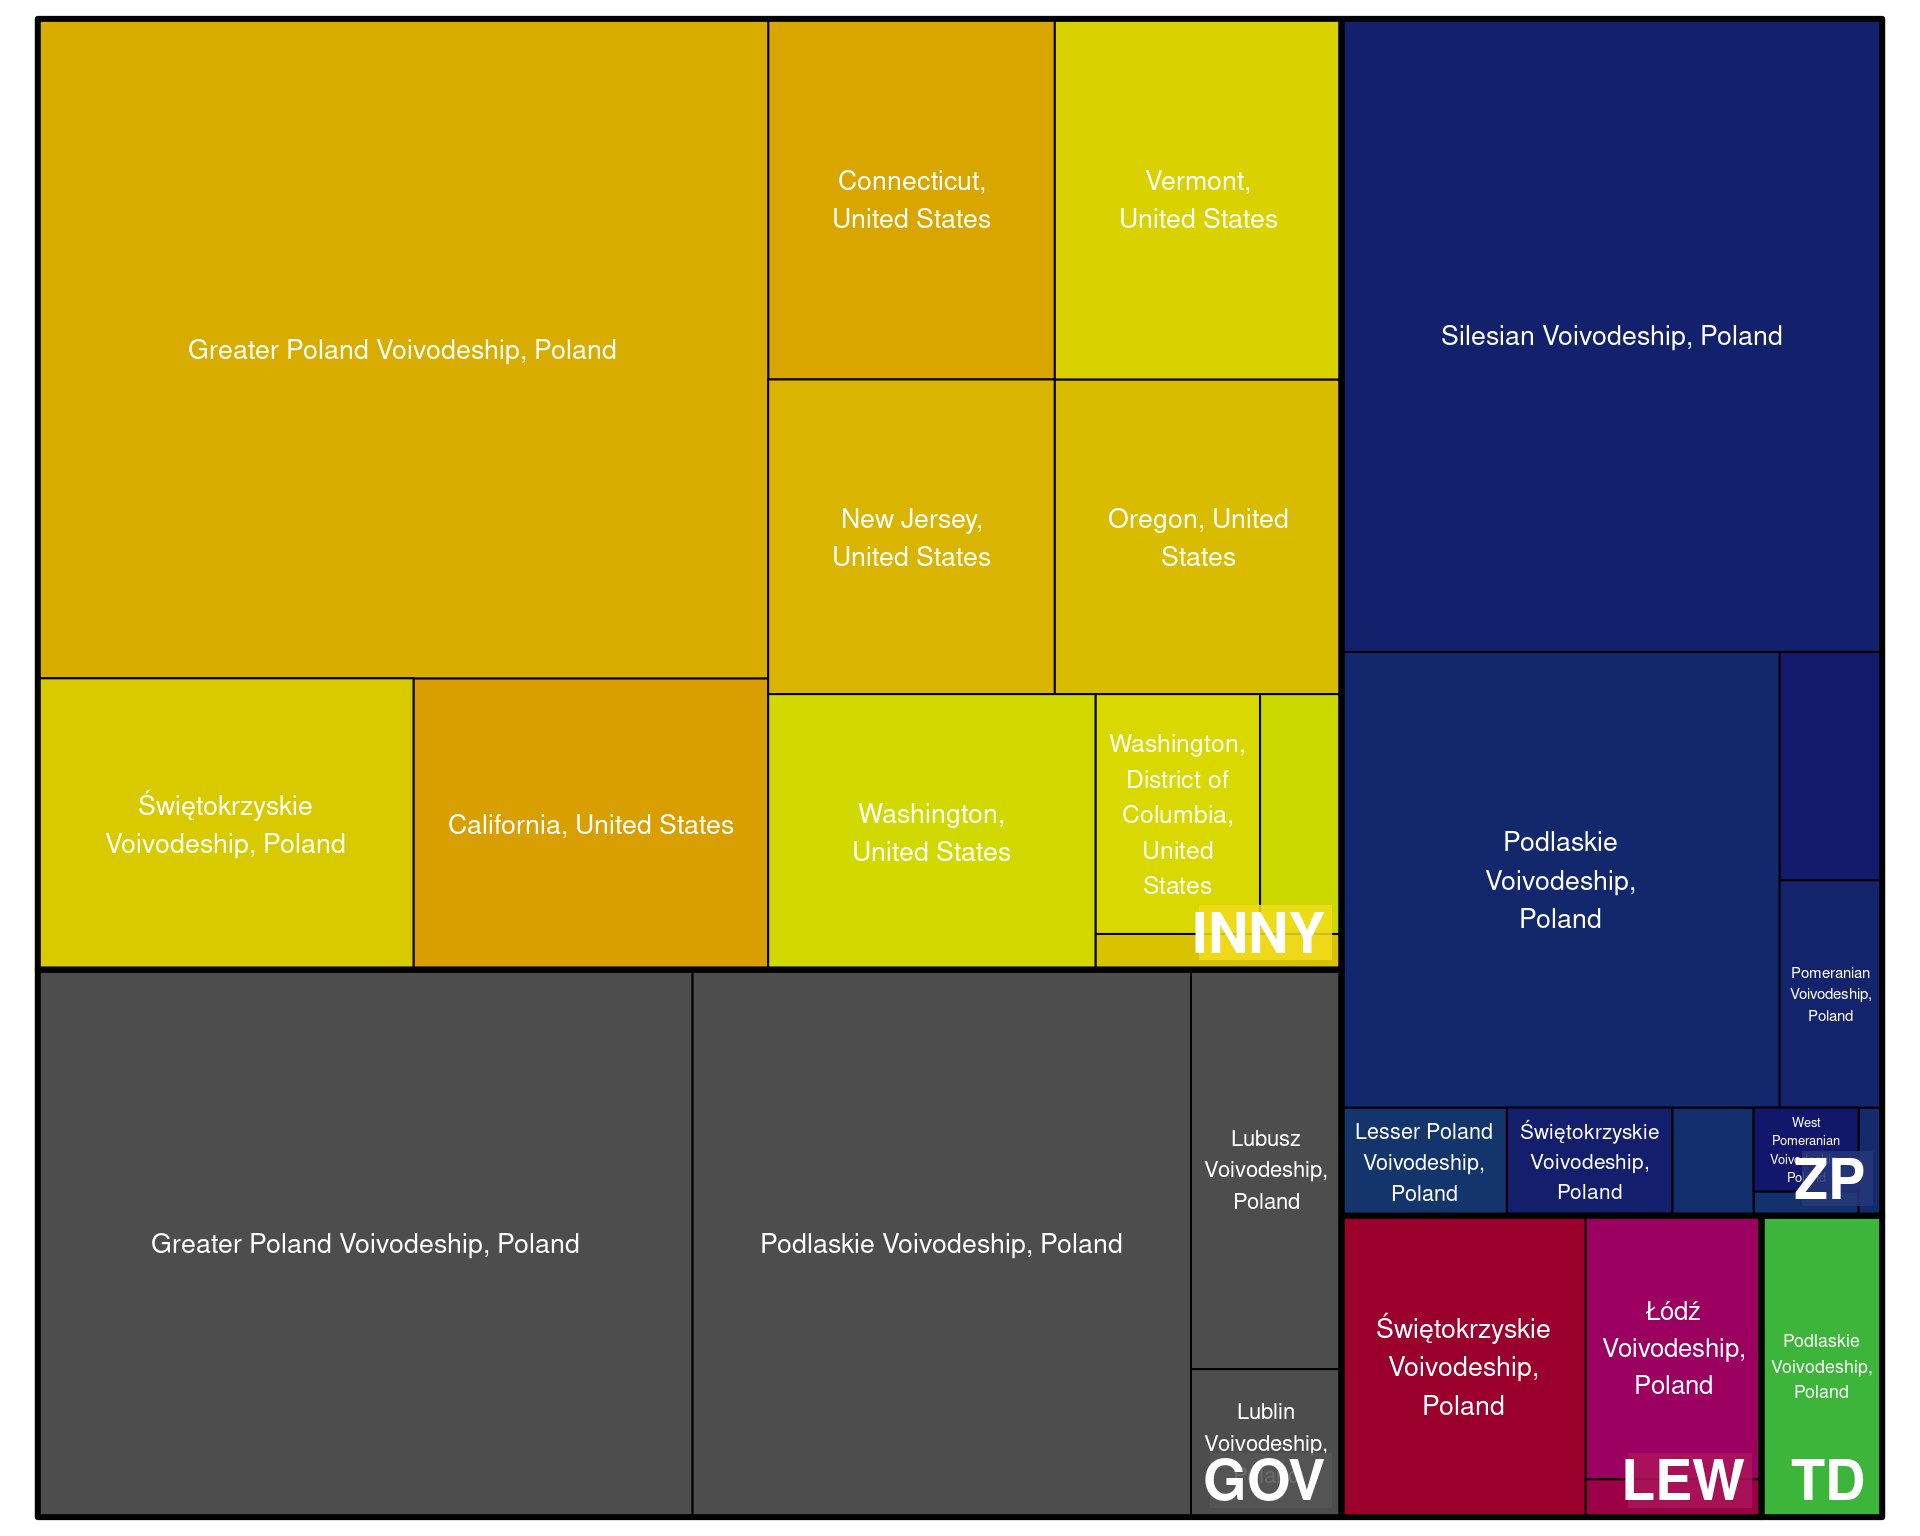 Greater Poland Voivodeship, Poland
Connecticut,
United States
Vermont,
United States
New Jersey,
United States
Oregon, United
States
Świętokrzyskie
Voivodeship, Poland
California, United States
Washington,
United States
Washington,
District of
Columbia,
United
States
INNY
Greater Poland Voivodeship, Poland
Podlaskie Voivodeship, Poland
Lubusz
Voivodeship,
Poland
Lublin
Voivodeship,
GOV
Silesian Voivodeship, Poland
Podlaskie
Voivodeship,
Poland
Pomeranian
Voivodeship,
Poland
Lesser Poland
Voivodeship,
Poland
Świętokrzyskie
Voivodeship,
Poland
West
Pomeranian
ZP
Świętokrzyskie
Voivodeship,
Poland
Łódź
Voivodeship,
Poland
LEW
Podlaskie
Voivodeship,
Poland
TD